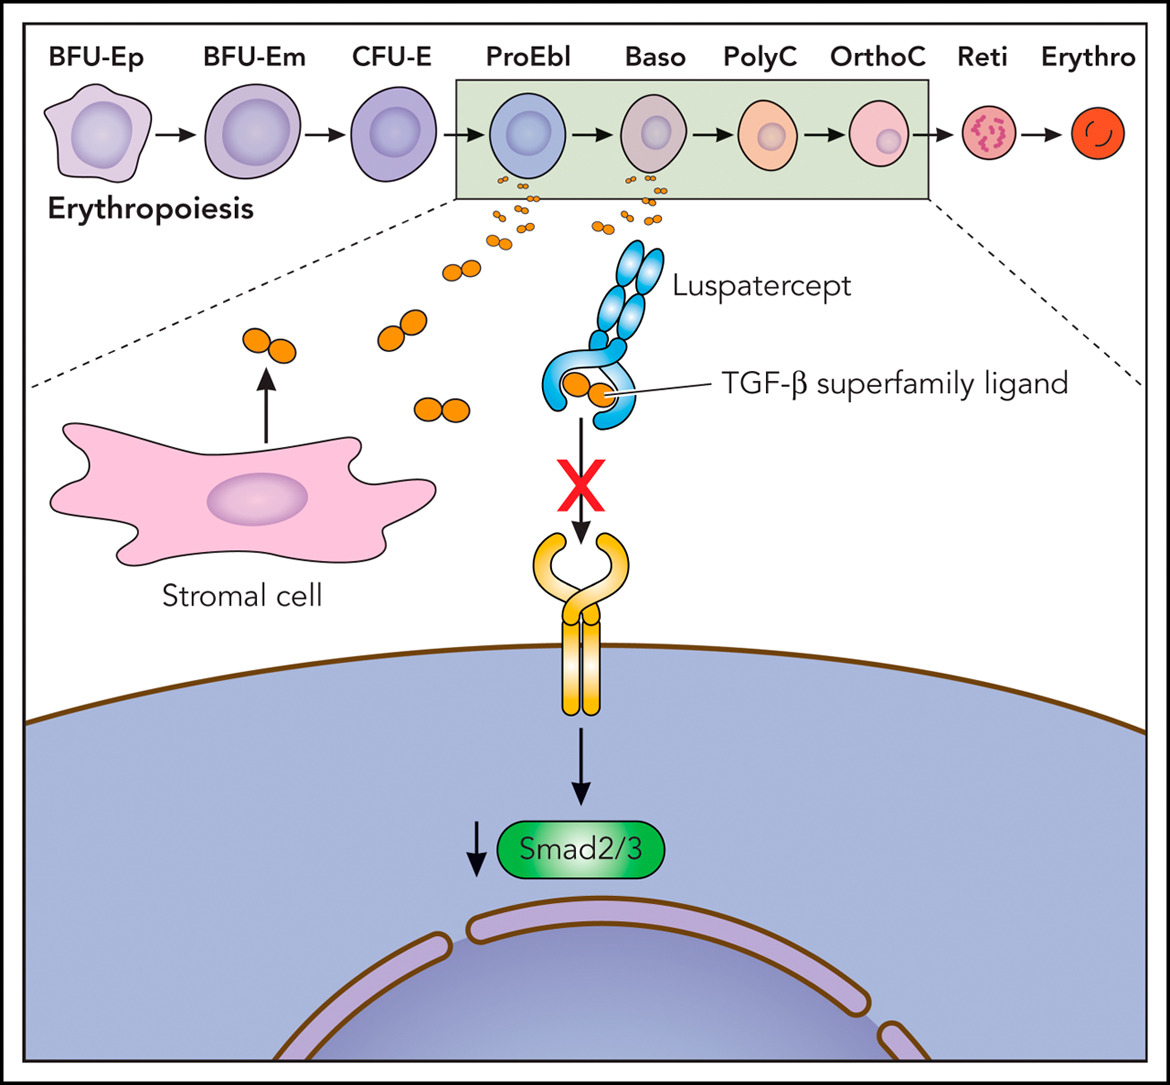 BFU-Ep BFU-Em CFU-E ProEbl Baso PolyC OrthoC Reti Erythro
Erythropoiesis
Luspatercept
TGF-β superfamily ligand
X
Stromal cell
Smad2/3